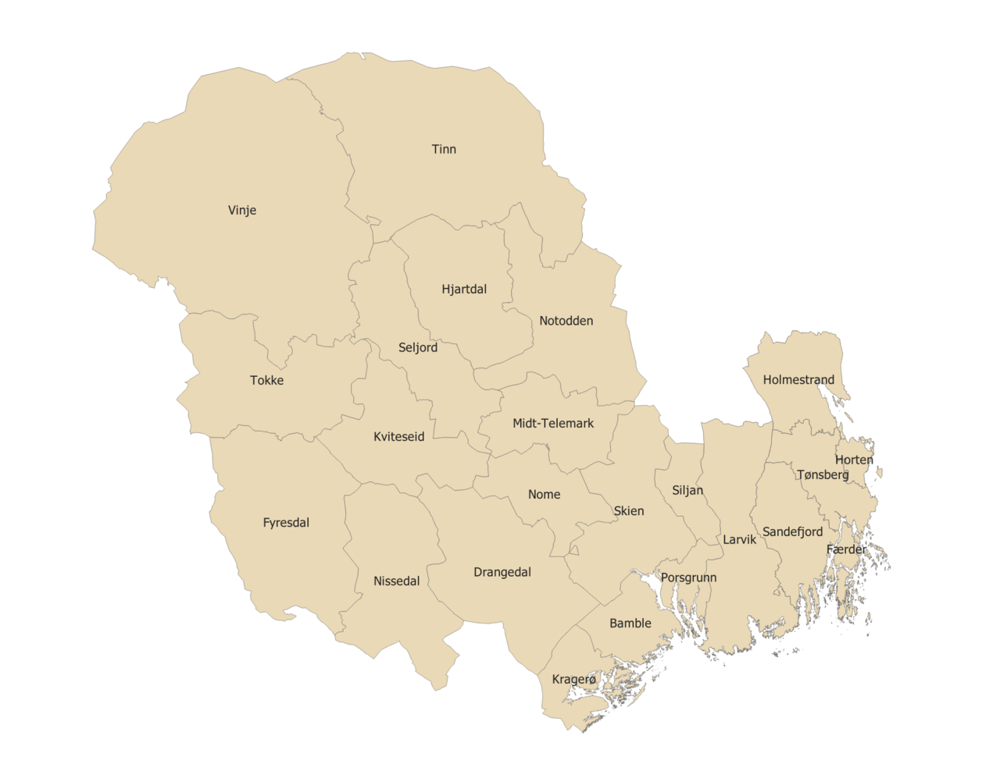 Tinn
Vinje
Hjartdal
Notodden
Seljord
Tokke
Holmestrand
Midt-Telemark
Kviteseid
Horten
Tønsberg
Siljan
Nome
Skien
Fyresdal
Sandefjord
Larvik
Færder
Drangedal
Porsgrunn
Nissedal
Bamble
Kragerø